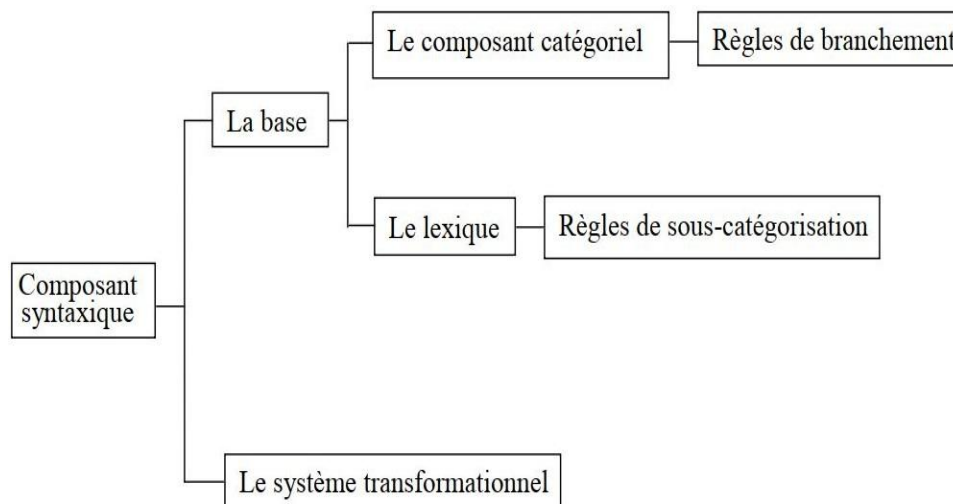 Le composant catégoriel
Règles de branchement
La base
Le lexique
Règles de sous-catégorisation
Composant
syntaxique
Le système transformationnel